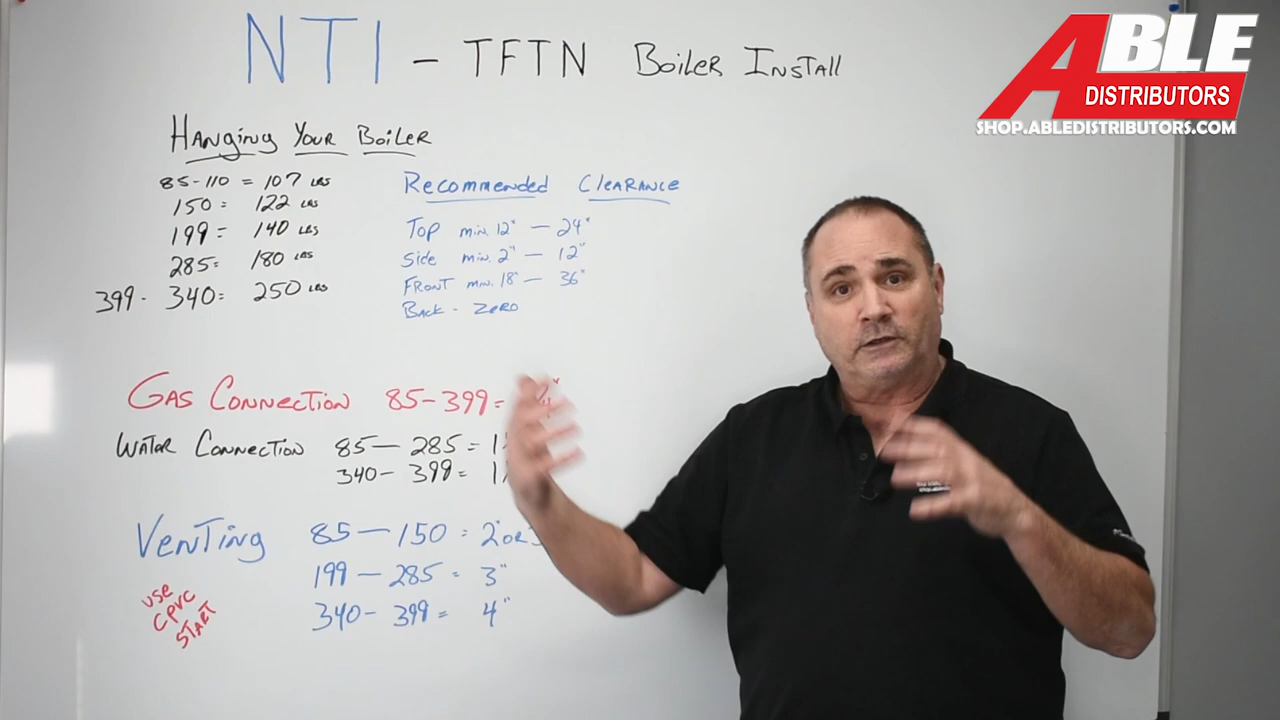 NTI - TFTN Boiler Install
ABLE
DISTRIBUTORS
SHOP.ABLEDISTRIBUTORS.COM
Hanging Your Boiler
85-110 = 107 LBS
150 = 122 LBS
199 = 140 LBS
285 = 180 LBS
399 - 340 = 250 LBS
Recommended Clearance
Top min. 12" — 24"
Side min. 2" — 12"
Front min. 18" — 36"
Back - Zero
Gas Connection 85-399 =
Water Connection 85 — 285 =
340 - 399 =
Venting 85 — 150 = 2" or
199 — 285 = 3"
340 - 399 = 4"
USE
CPVC
START